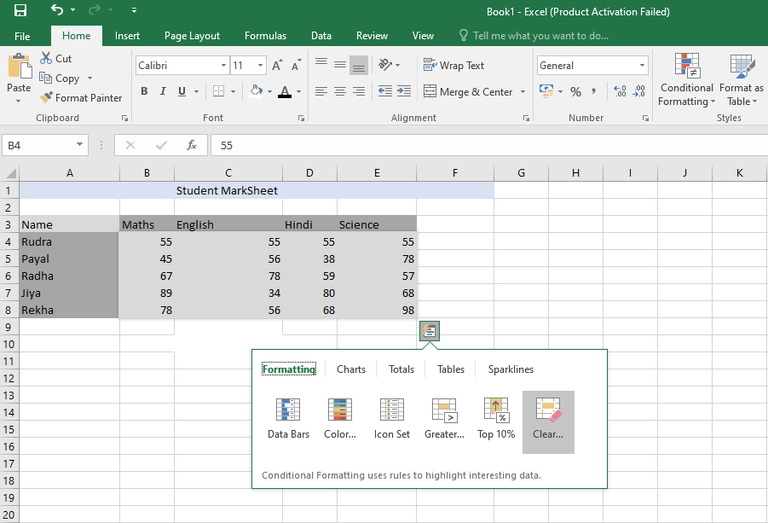 Book1 - Excel (Product Activation Failed)
File Home Insert Page Layout Formulas Data Review View Tell me what you want to do...
Paste
Cut
Copy
Format Painter
Clipboard
Calibri 11 A A
B I U A
Font
Wrap Text
Merge & Center
Alignment
General
% , .0 .00 .00 .0
Number
Conditional Formatting
Format as Table
Styles
B4 fx 55
A B C D E F G H I J K
1 Student MarkSheet
2
3 Name Maths English Hindi Science
4 Rudra 55 55 55 55
5 Payal 45 56 38 78
6 Radha 67 78 59 57
7 Jiya 89 34 80 68
8 Rekha 78 56 68 98
9
10
11
12
13
14
15
16
17
18
19
20
Formatting Charts Totals Tables Sparklines
Data Bars Color... Icon Set Greater... Top 10% Clear...
Conditional Formatting uses rules to highlight interesting data.